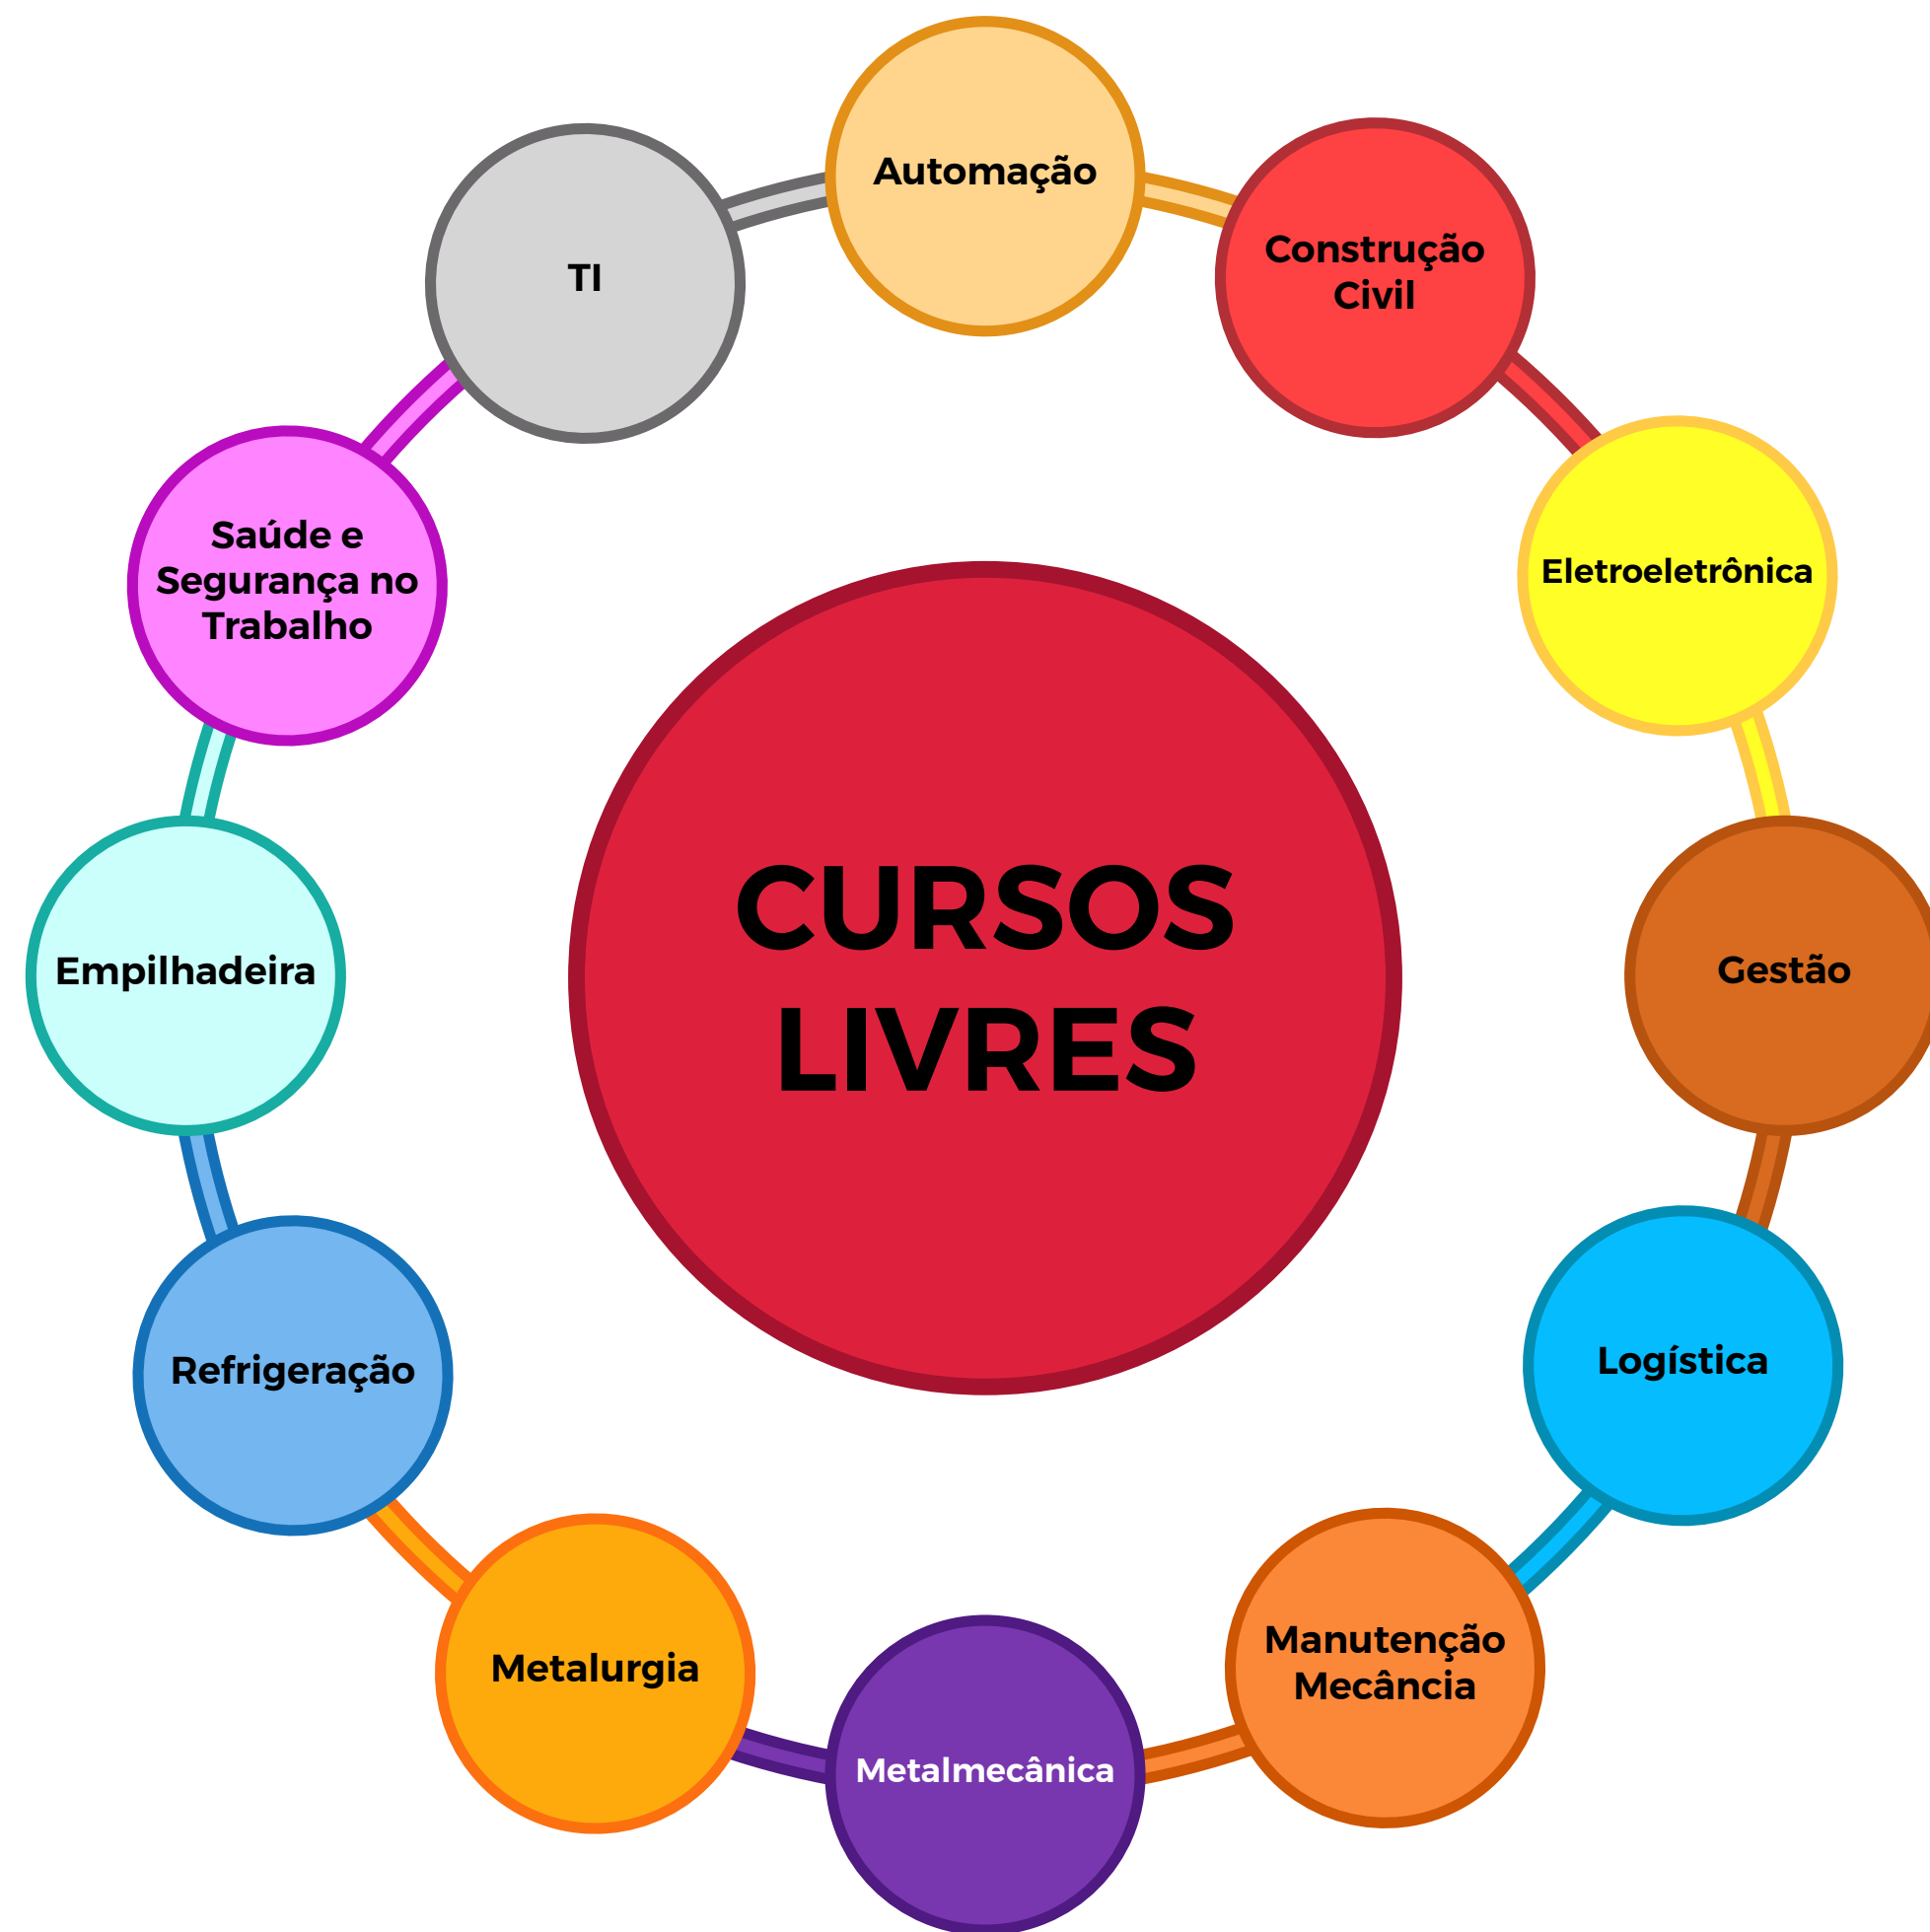 Automação
Construção
Civil
TI
Eletroeletrônica
Saúde e
Segurança no
Trabalho
CURSOS
LIVRES
Empilhadeira
Gestão
Refrigeração
Logística
Manutenção
Mecância
Metalurgia
Metalmecânica